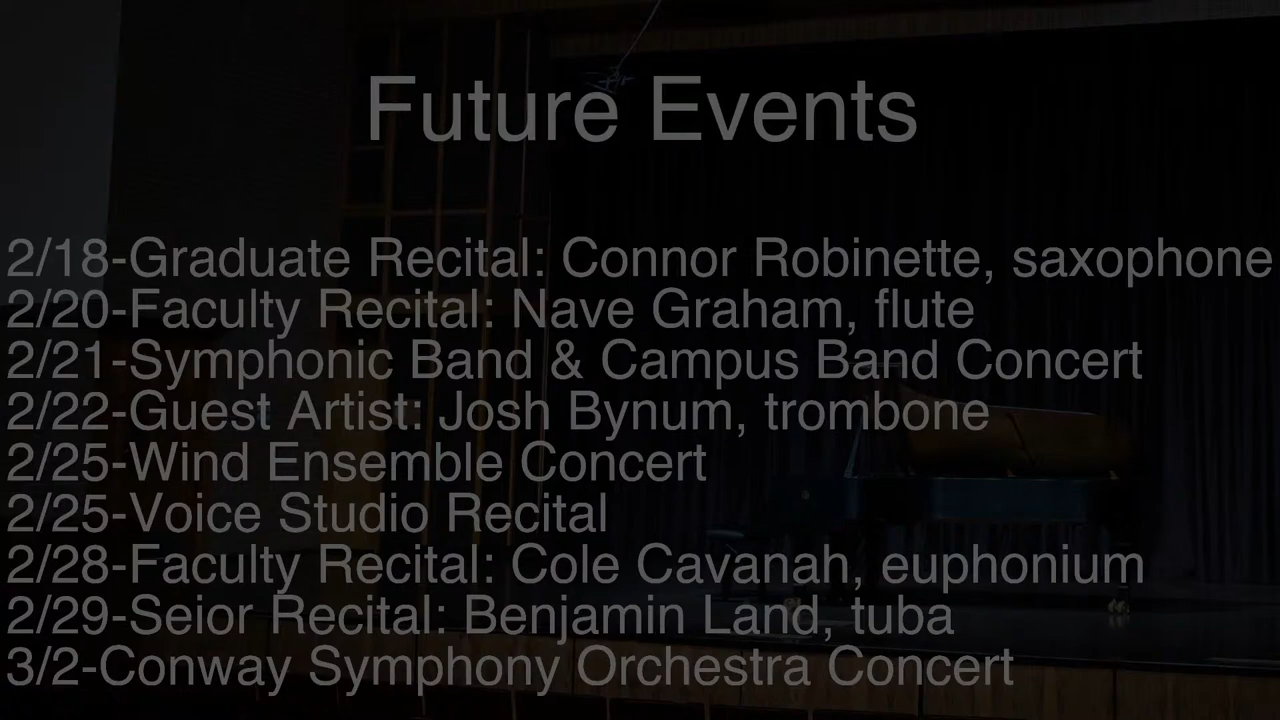 Future Events
2/18-Graduate Recital: Connor Robinette, saxophone
2/20-Faculty Recital: Nave Graham, flute
2/21-Symphonic Band & Campus Band Concert
2/22-Guest Artist: Josh Bynum, trombone
2/25-Wind Ensemble Concert
2/25-Voice Studio Recital
2/28-Faculty Recital: Cole Cavanah, euphonium
2/29-Seior Recital: Benjamin Land, tuba
3/2-Conway Symphony Orchestra Concert